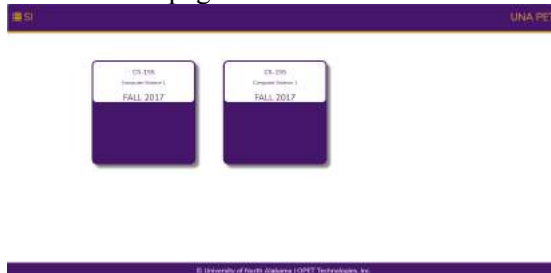 SI
UNA PET
CS-155
Computer Science 1
FALL 2017
CS-155
Computer Science 1
FALL 2017
© University of North Alabama | OPET Technologies, Inc.